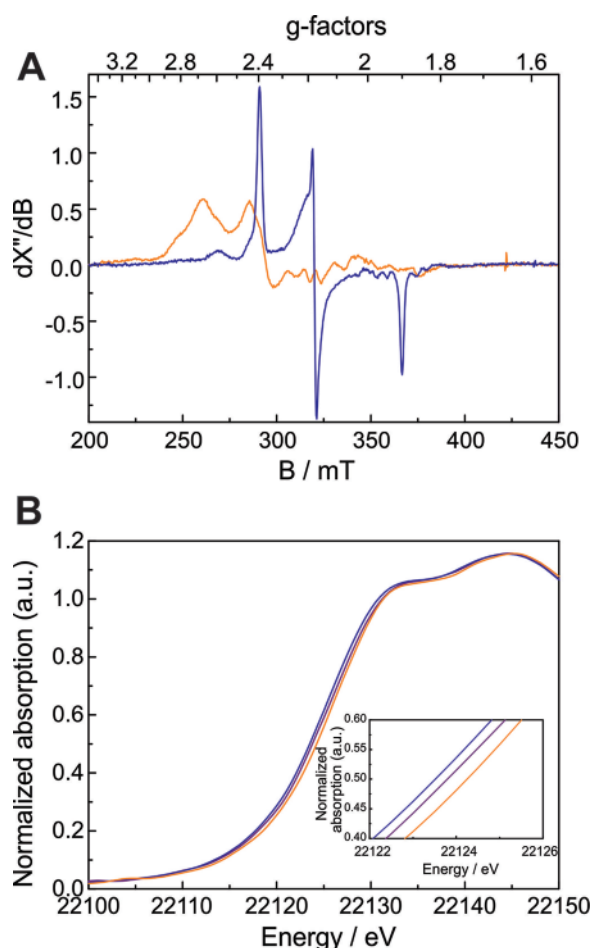 g-factors
A
3.2 2.8 2.4 2 1.8 1.6
dX"/dB
1.5
1.0
0.5
0.0
-0.5
-1.0
200 250 300 350 400 450
B / mT
B
Normalized absorption (a.u.)
1.2
1.0
0.8
0.6
0.4
0.2
0.0
Normalized
absorption (a.u.)
0.60
0.55
0.50
0.45
0.40
22122 22124 22126
Energy / eV
22100 22110 22120 22130 22140 22150
Energy / eV